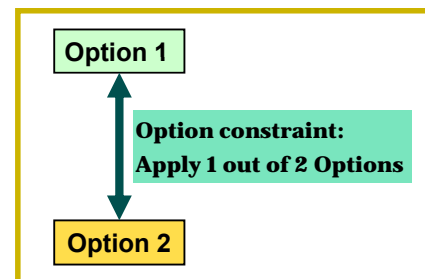 Option 1
Option constraint:
Apply 1 out of 2 Options
Option 2